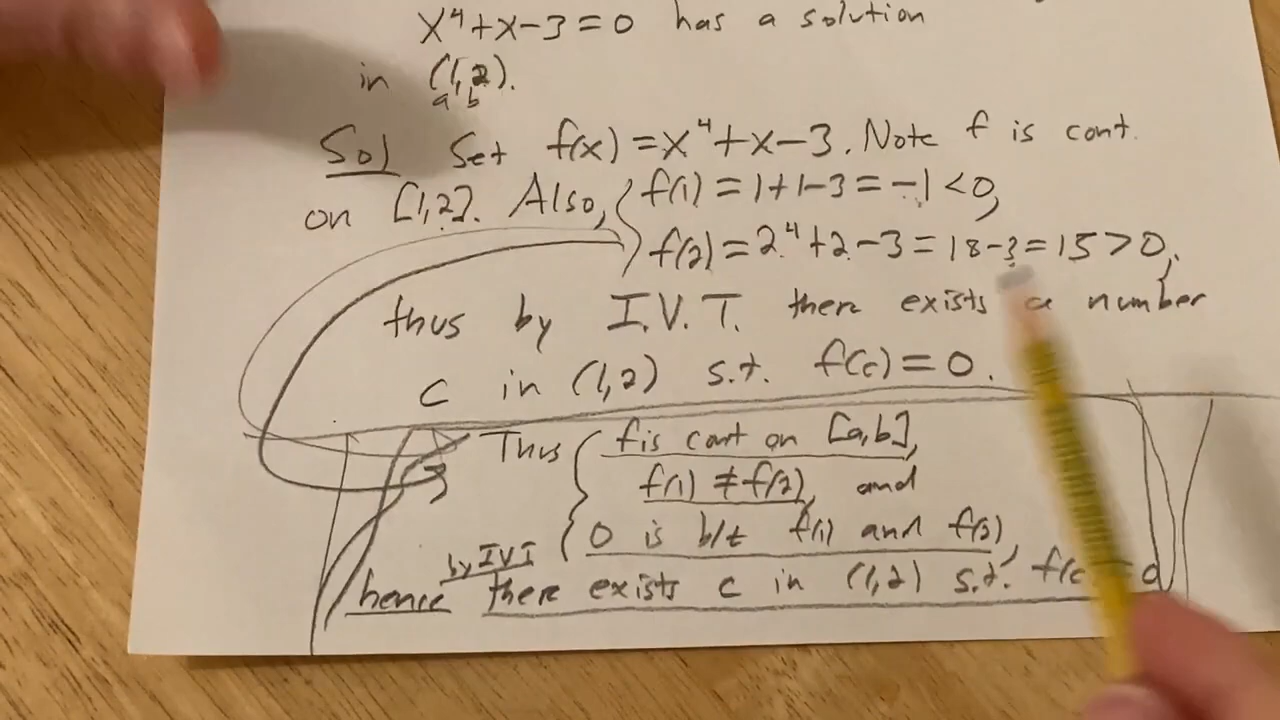 x⁴+x-3=0 has a solution
in (1,2).
a b
Sol Set f(x)=x⁴+x-3. Note f is cont.
on [1,2]. Also, f(1)=1+1-3=-1<0,
f(2)=2⁴+2-3=18-3=15>0,
thus by I.V.T. there exists a number
c in (1,2) s.t. f(c)=0.
Thus f is cont on [a,b],
f(1)≠f(2), and
0 is b/t f(1) and f(2),
by IVT
hence there exists c in (1,2) s.t. f(c)=0